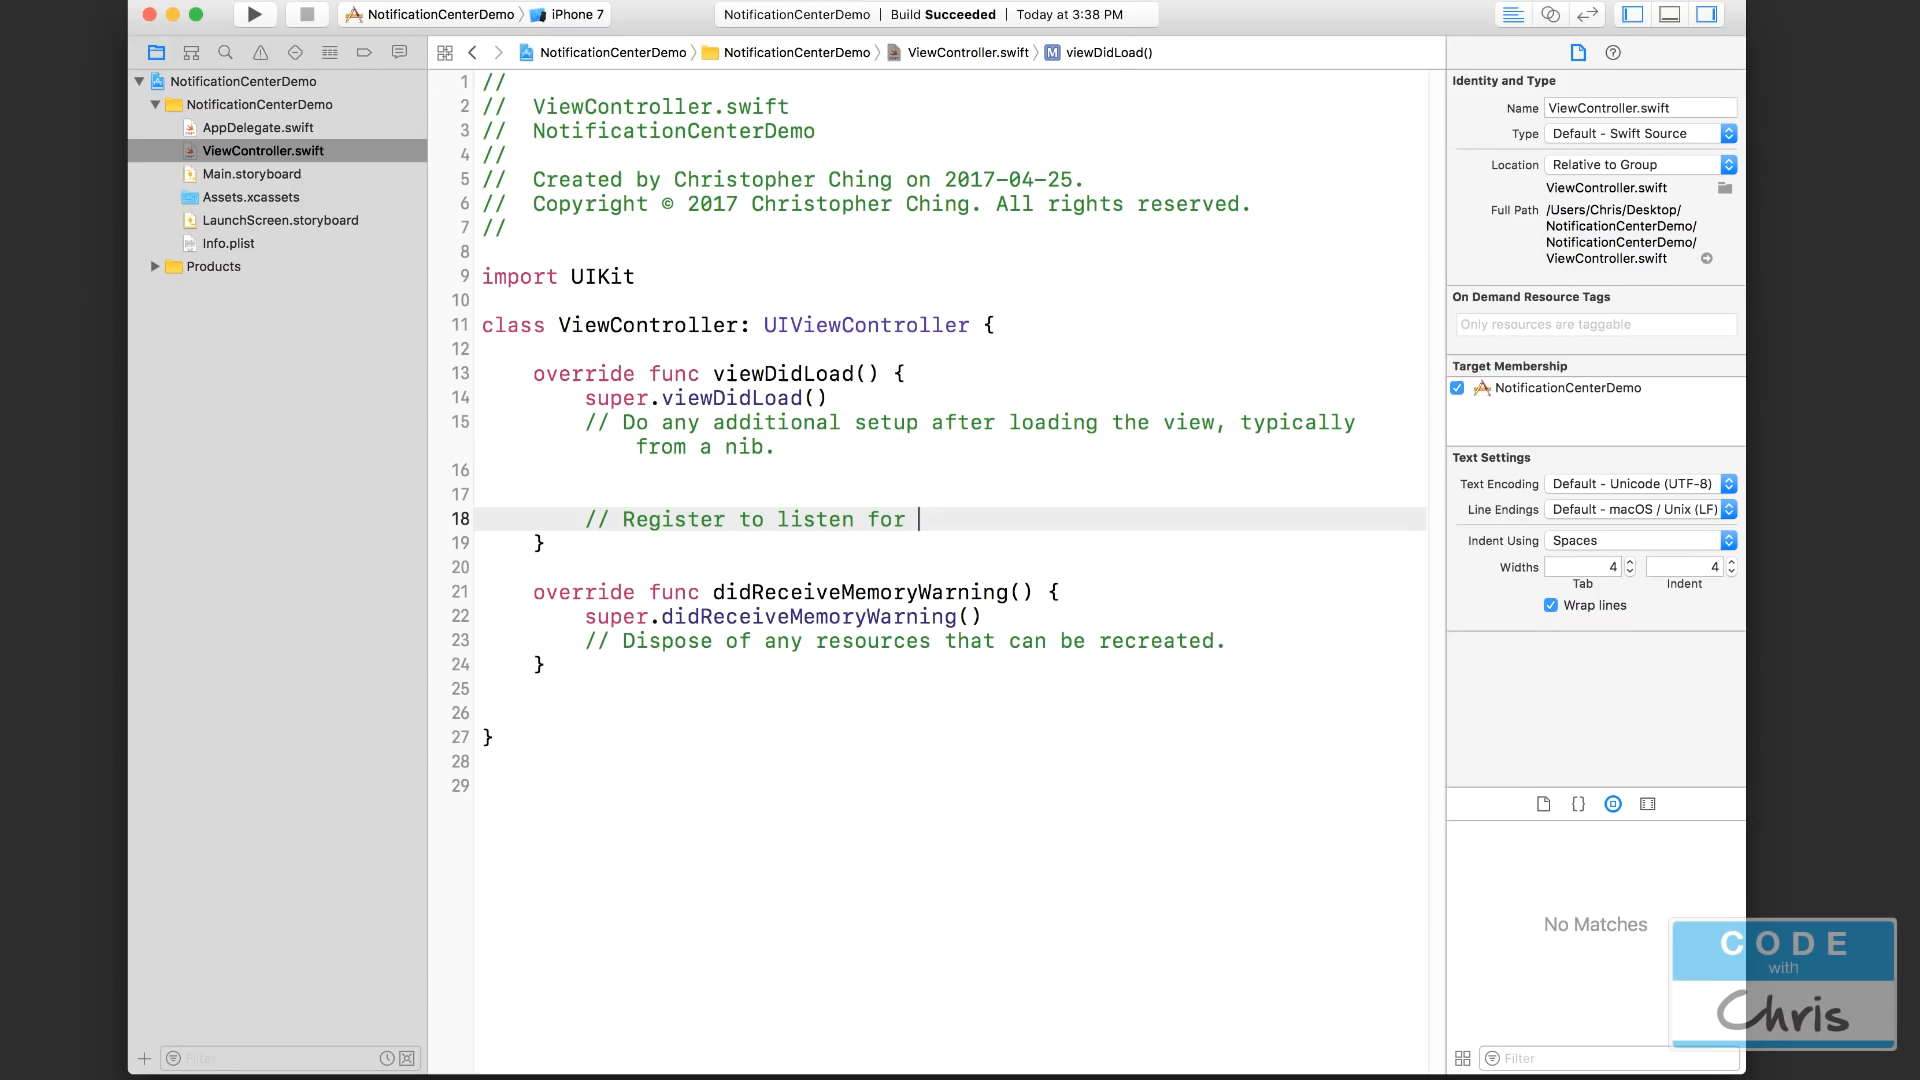 NotificationCenterDemo iPhone 7
NotificationCenterDemo | Build Succeeded | Today at 3:38 PM
NotificationCenterDemo NotificationCenterDemo ViewController.swift M viewDidLoad()
NotificationCenterDemo
NotificationCenterDemo
AppDelegate.swift
ViewController.swift
Main.storyboard
Assets.xcassets
LaunchScreen.storyboard
Info.plist
Products
Filter
1 //
2 // ViewController.swift
3 // NotificationCenterDemo
4 //
5 // Created by Christopher Ching on 2017-04-25.
6 // Copyright © 2017 Christopher Ching. All rights reserved.
7 //
8
9 import UIKit
10
11 class ViewController: UIViewController {
12
13 override func viewDidLoad() {
14 super.viewDidLoad()
15 // Do any additional setup after loading the view, typically
from a nib.
16
17
18 // Register to listen for
19 }
20
21 override func didReceiveMemoryWarning() {
22 super.didReceiveMemoryWarning()
23 // Dispose of any resources that can be recreated.
24 }
25
26
27 }
28
29
Identity and Type
Name ViewController.swift
Type Default - Swift Source
Location Relative to Group
ViewController.swift
Full Path /Users/Chris/Desktop/
NotificationCenterDemo/
NotificationCenterDemo/
ViewController.swift
On Demand Resource Tags
Only resources are taggable
Target Membership
NotificationCenterDemo
Text Settings
Text Encoding Default - Unicode (UTF-8)
Line Endings Default - macOS / Unix (LF)
Indent Using Spaces
Widths 4 4
Tab Indent
Wrap lines
No Matches
Filter
CODE
with
Chris